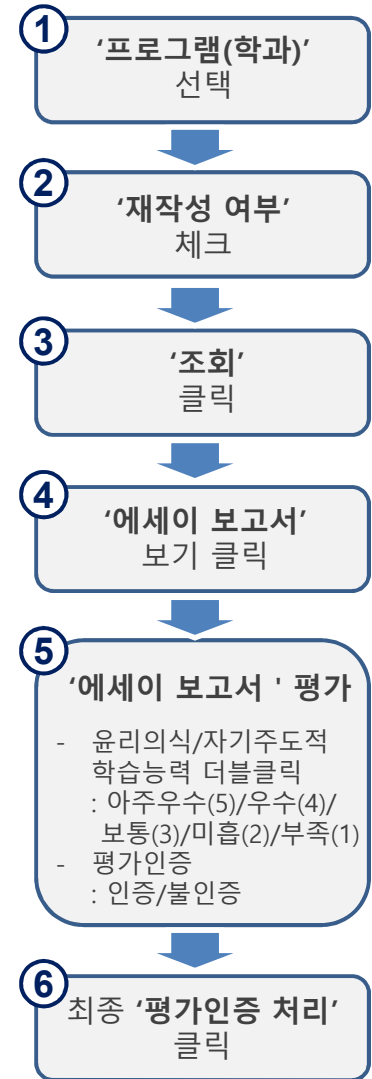 1
‘프로그램(학과)’
선택
2
‘재작성 여부’
체크
3
‘조회’
클릭
4
‘에세이 보고서’
보기 클릭
5
‘에세이 보고서 ' 평가
- 윤리의식/자기주도적
학습능력 더블클릭
: 아주우수(5)/우수(4)/
보통(3)/미흡(2)/부족(1)
- 평가인증
: 인증/불인증
6
최종 ‘평가인증 처리’
클릭